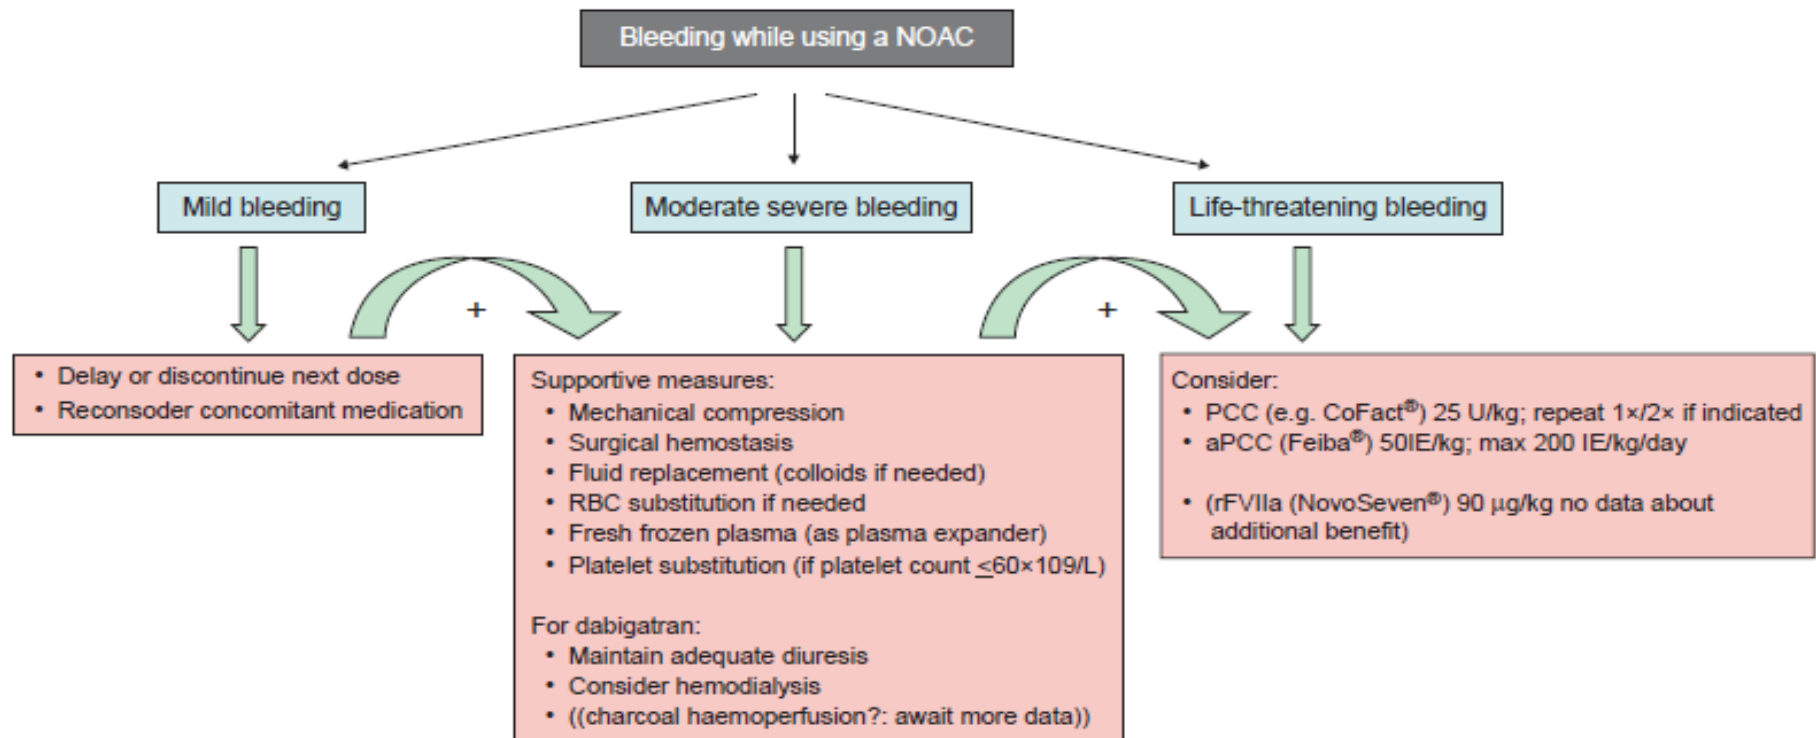 Bleeding while using a NOAC
Mild bleeding
Moderate severe bleeding
Life-threatening bleeding
+
+
• Delay or discontinue next dose
• Reconsoder concomitant medication
Supportive measures:
• Mechanical compression
• Surgical hemostasis
• Fluid replacement (colloids if needed)
• RBC substitution if needed
• Fresh frozen plasma (as plasma expander)
• Platelet substitution (if platelet count ≤60×109/L)
For dabigatran:
• Maintain adequate diuresis
• Consider hemodialysis
• ((charcoal haemoperfusion?: await more data))
Consider:
• PCC (e.g. CoFact®) 25 U/kg; repeat 1×/2× if indicated
• aPCC (Feiba®) 50IE/kg; max 200 IE/kg/day
• (rFVIIa (NovoSeven®) 90 µg/kg no data about
additional benefit)